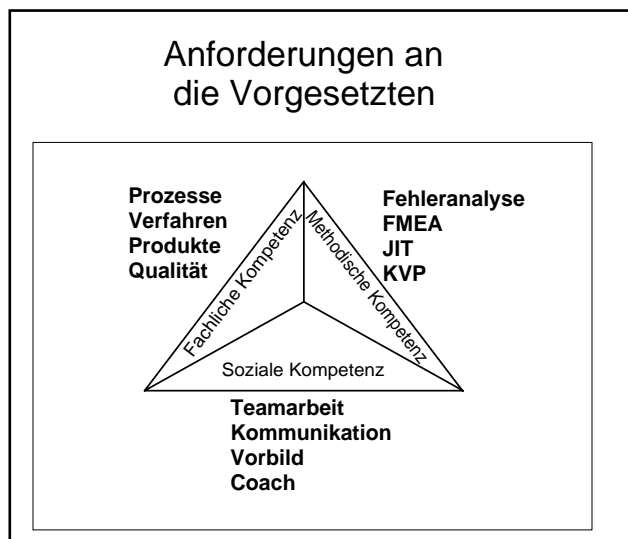 Anforderungen an
die Vorgesetzten
Prozesse
Verfahren
Produkte
Qualität
Fachliche Kompetenz
Methodische Kompetenz
Fehleranalyse
FMEA
JIT
KVP
Soziale Kompetenz
Teamarbeit
Kommunikation
Vorbild
Coach